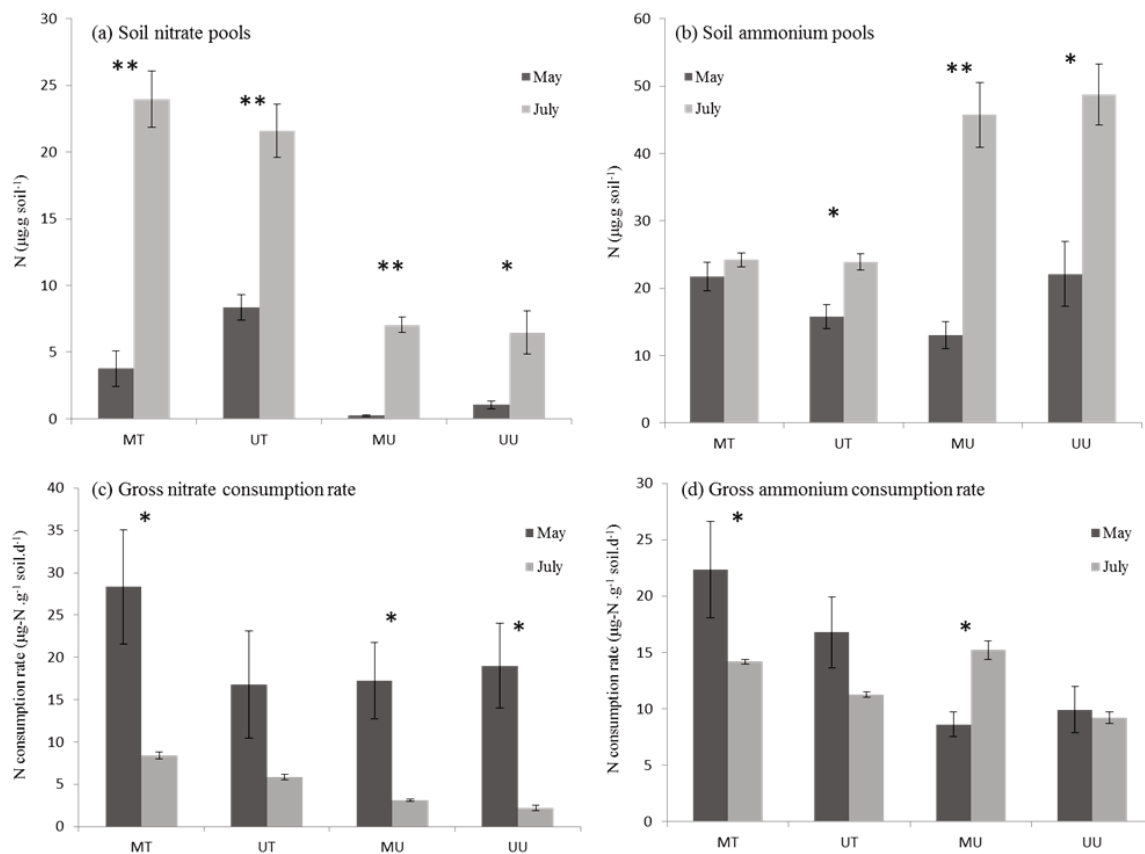 (a) Soil nitrate pools
N (µg.g soil⁻¹)
30
25
20
15
10
5
0
**
**
**
*
May
July
MT UT MU UU
(b) Soil ammonium pools
N (µg.g soil⁻¹)
60
50
40
30
20
10
0
*
**
*
May
July
MT UT MU UU
(c) Gross nitrate consumption rate
N consumption rate (µg-N .g⁻¹ soil.d⁻¹)
40
35
30
25
20
15
10
5
0
*
*
*
May
July
MT UT MU UU
(d) Gross ammonium consumption rate
N consumption rate (µg-N .g⁻¹ soil.d⁻¹)
30
25
20
15
10
5
0
*
*
May
July
MT UT MU UU